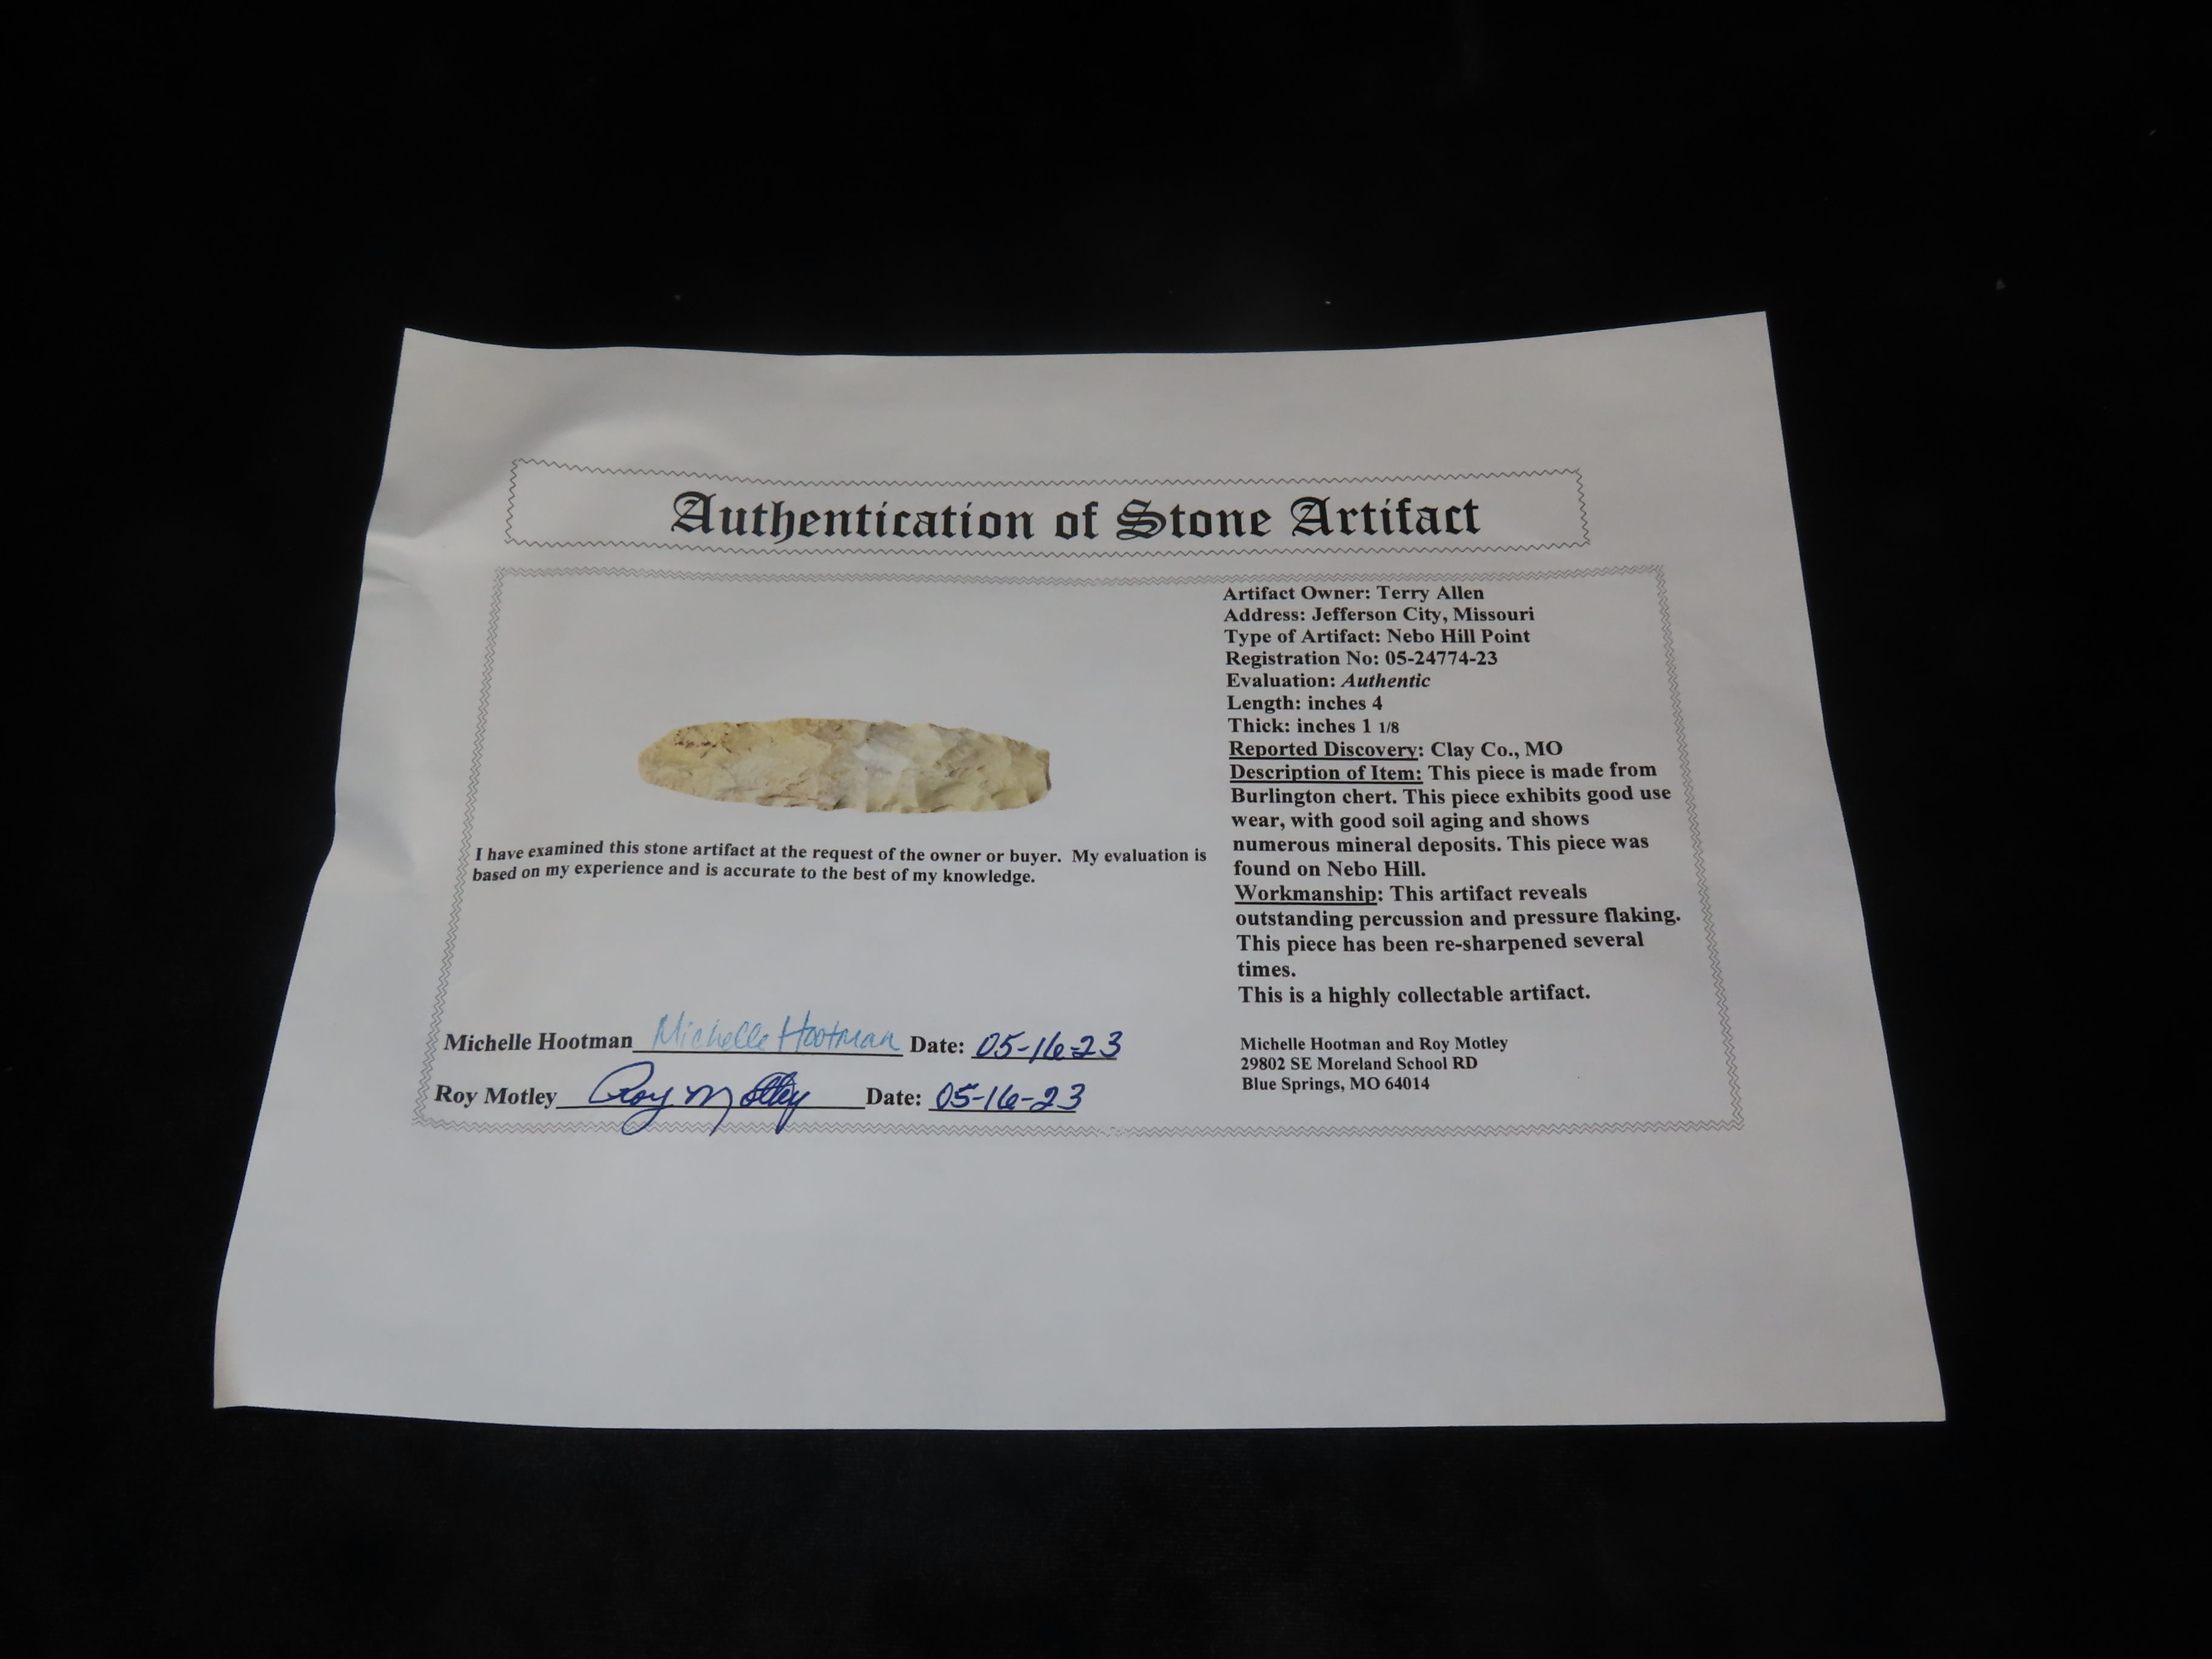 Authentication of Stone Artifact
Artifact Owner: Terry Allen
Address: Jefferson City, Missouri
Type of Artifact: Nebo Hill Point
Registration No: 05-24774-23
Evaluation: Authentic
Length: inches 4
Thick: inches 1 1/8
Reported Discovery: Clay Co., MO
Description of Item: This piece is made from
Burlington chert. This piece exhibits good use
wear, with good soil aging and shows
numerous mineral deposits. This piece was
found on Nebo Hill.
Workmanship: This artifact reveals
outstanding percussion and pressure flaking.
This piece has been re-sharpened several
times.
This is a highly collectable artifact.
I have examined this stone artifact at the request of the owner or buyer. My evaluation is
based on my experience and is accurate to the best of my knowledge.
Michelle Hootman Michelle Hootman Date: 05-16-23
Roy Motley Roy Motley Date: 05-16-23
Michelle Hootman and Roy Motley
29802 SE Moreland School RD
Blue Springs, MO 64014